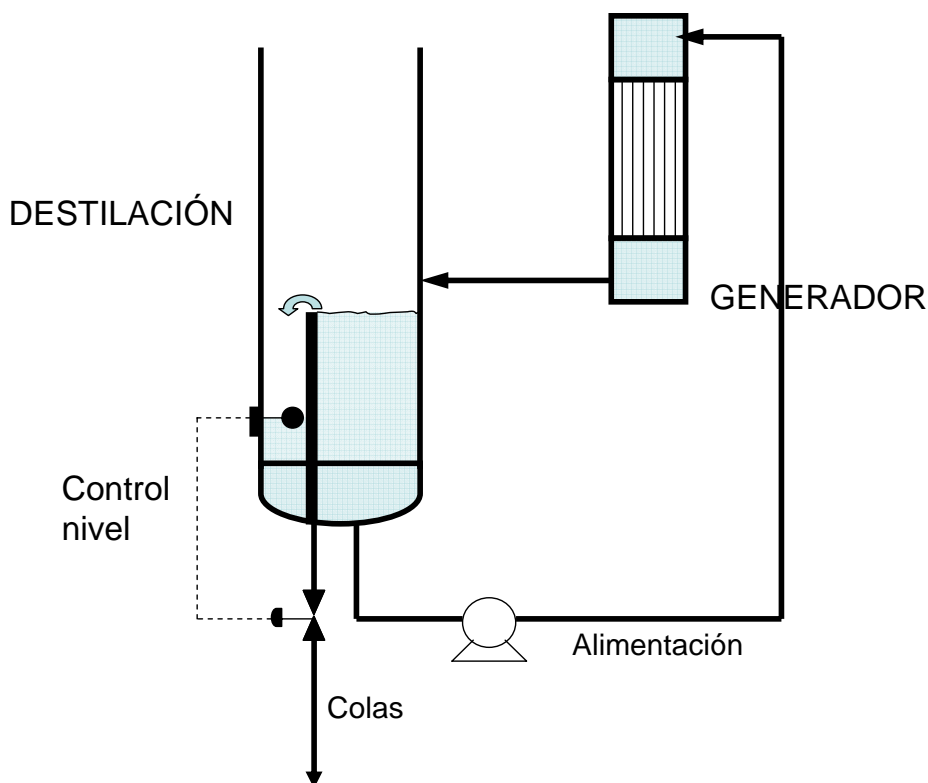 DESTILACIÓN
GENERADOR
Control
nivel
Alimentación
Colas